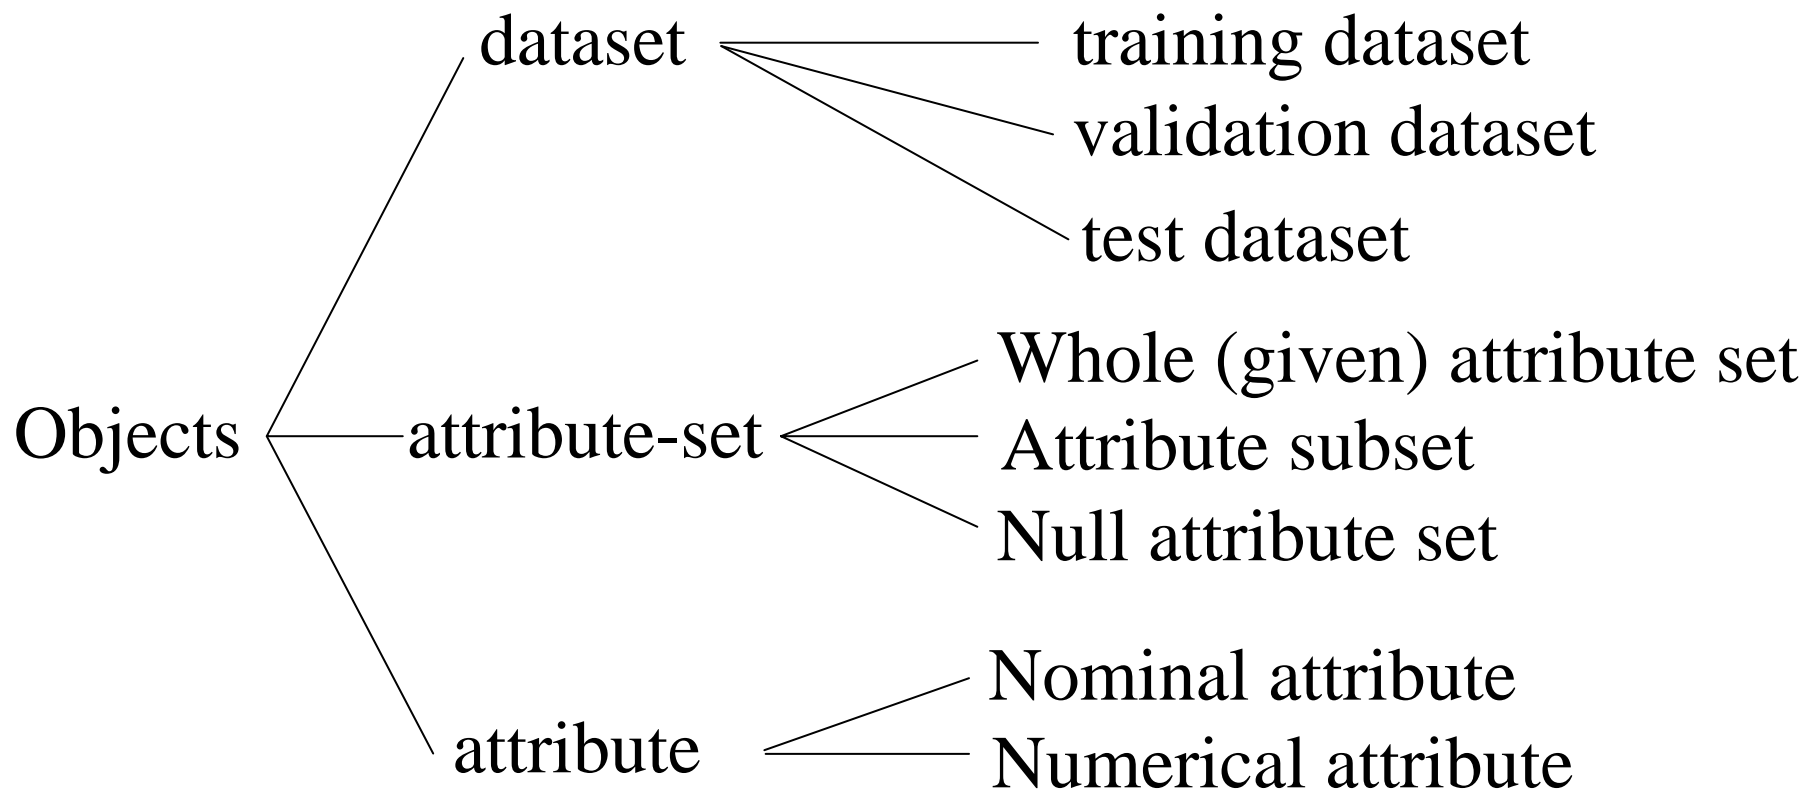 dataset
training dataset
validation dataset
test dataset
Objects
attribute-set
Whole (given) attribute set
Attribute subset
Null attribute set
attribute
Nominal attribute
Numerical attribute